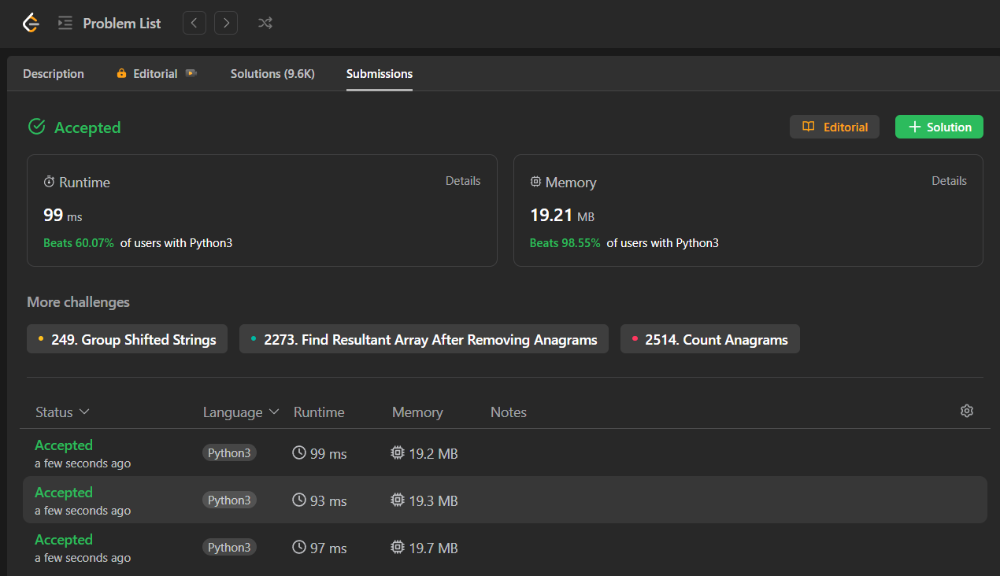 Problem List
Description Editorial Solutions (9.6K) Submissions
Accepted Editorial Solution
Runtime Details Memory Details
99 ms 19.21 MB
Beats 60.07% of users with Python3 Beats 98.55% of users with Python3
More challenges
249. Group Shifted Strings 2273. Find Resultant Array After Removing Anagrams 2514. Count Anagrams
Status Language Runtime Memory Notes
Accepted
a few seconds ago Python3 99 ms 19.2 MB
Accepted
a few seconds ago Python3 93 ms 19.3 MB
Accepted
a few seconds ago Python3 97 ms 19.7 MB